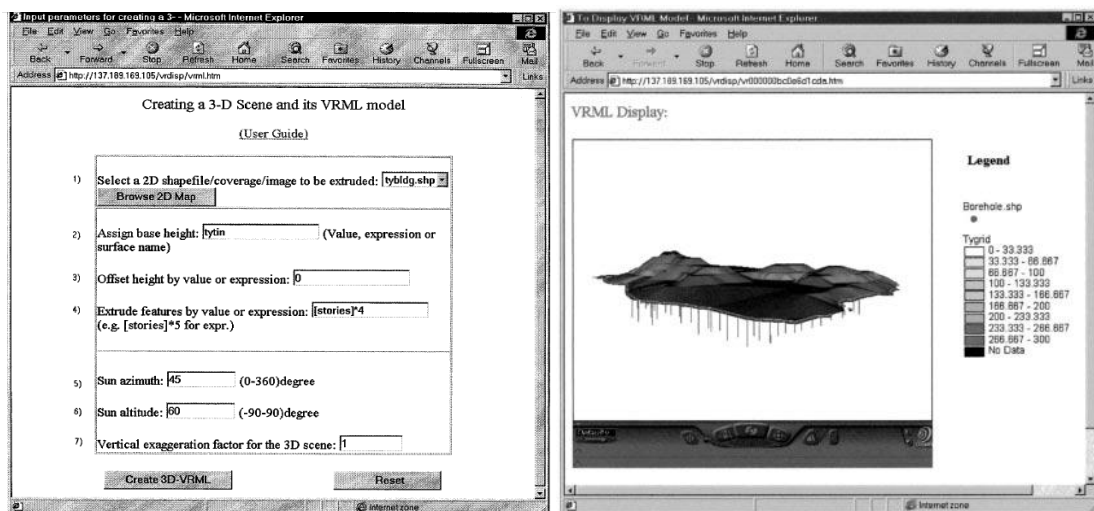 Input parameters for creating a 3- - Microsoft Internet Explorer
File Edit View Go Favorites Help
Back Forward Stop Refresh Home Search Favorites History Channels Fullscreen Mail
Address http://137.189.169.105/vrdisp/vrml.htm Links
Creating a 3-D Scene and its VRML model
(User Guide)
1) Select a 2D shapefile/coverage/image to be extruded: tybldg.shp
Browse 2D Map
2) Assign base height: tytin (Value, expression or
surface name)
3) Offset height by value or expression: 0
4) Extrude features by value or expression: [stories]*4
(e.g. [stories]*5 for expr.)
5) Sun azimuth: 45 (0-360)degree
6) Sun altitude: 60 (-90-90)degree
7) Vertical exaggeration factor for the 3D scene: 1
Create 3D-VRML Reset
Internet zone
To Display VRML Model - Microsoft Internet Explorer
File Edit View Go Favorites Help
Back Forward Stop Refresh Home Search Favorites History Channels Fullscreen Mail
Address http://137.189.169.105/vrdisp/vr000000bc0e6d1cda.htm Links
VRML Display:
Legend
Borehole.shp
Tygrid
0 - 33.333
33.333 - 66.667
66.667 - 100
100 - 133.333
133.333 - 166.667
166.667 - 200
200 - 233.333
233.333 - 266.667
266.667 - 300
No Data
Internet zone